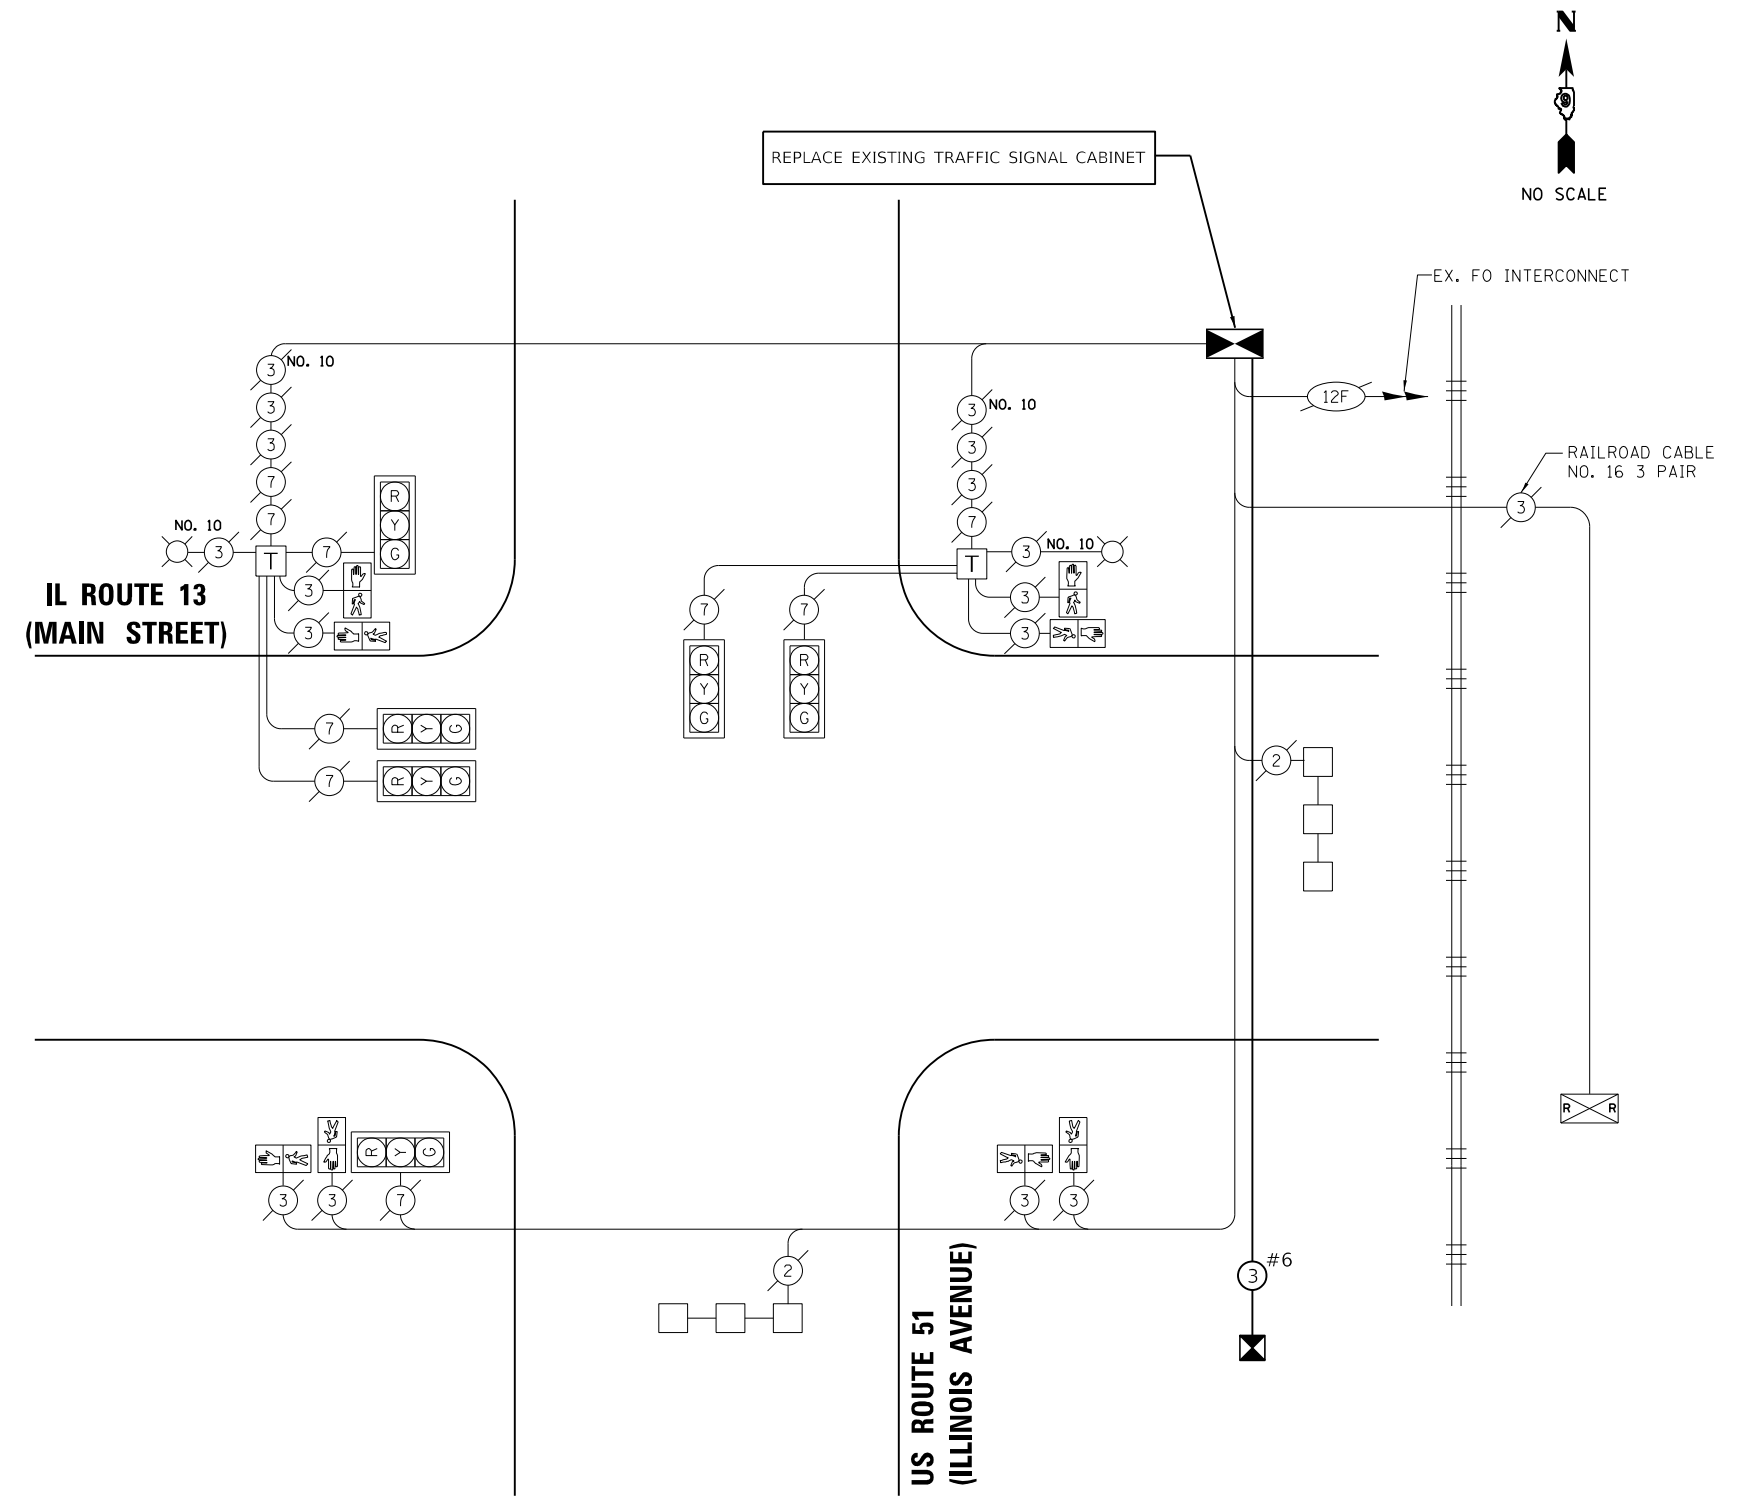 N
9
NO SCALE
REPLACE EXISTING TRAFFIC SIGNAL CABINET
EX. FO INTERCONNECT
3 NO. 10
12F
3
3 NO. 10
3
3
RAILROAD CABLE
NO. 16 3 PAIR
7
3
R
Y
G
3
7
7
NO. 10
3
T
7
3
3
T
3 NO. 10
3
3
IL ROUTE 13
(MAIN STREET)
7
7
R
Y
G
R
Y
G
7
R Y G
7
R Y G
2
R R
R Y G
3
3
7
3
3
2
3 #6
US ROUTE 51
(ILLINOIS AVENUE)